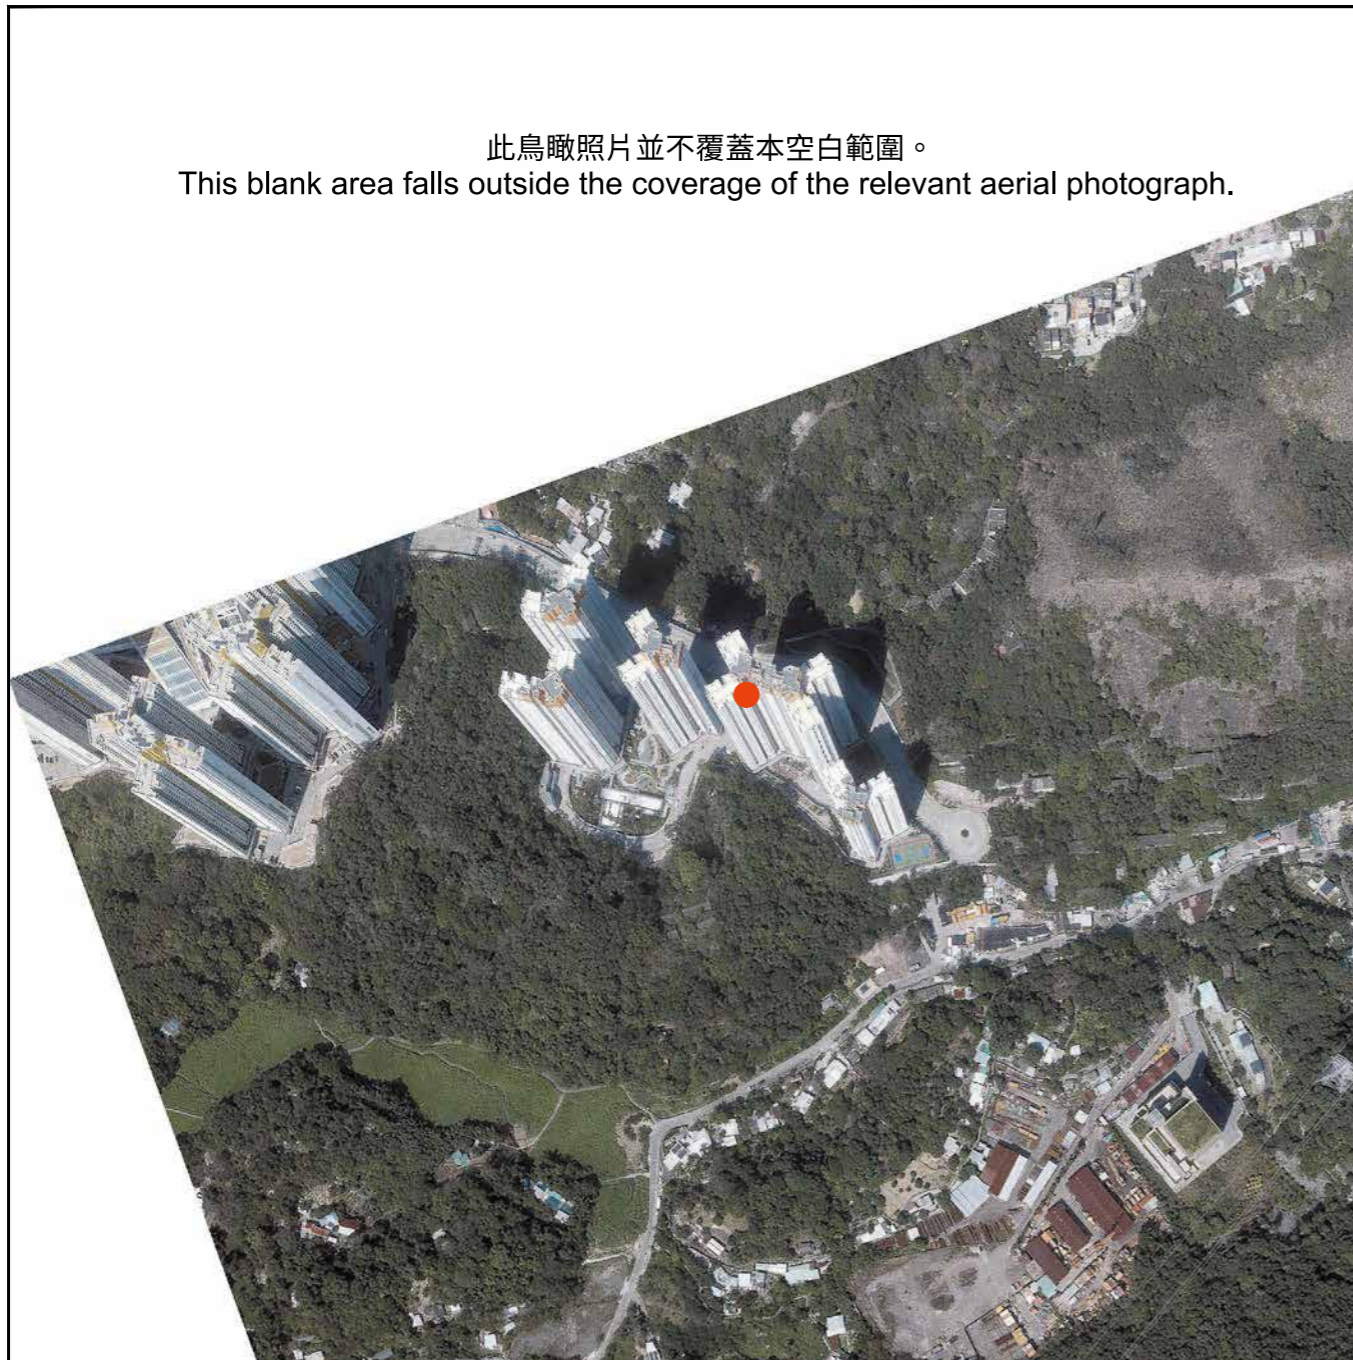 此鳥瞰照片並不覆蓋本空白範圍。
This blank area falls outside the coverage of the relevant aerial photograph.